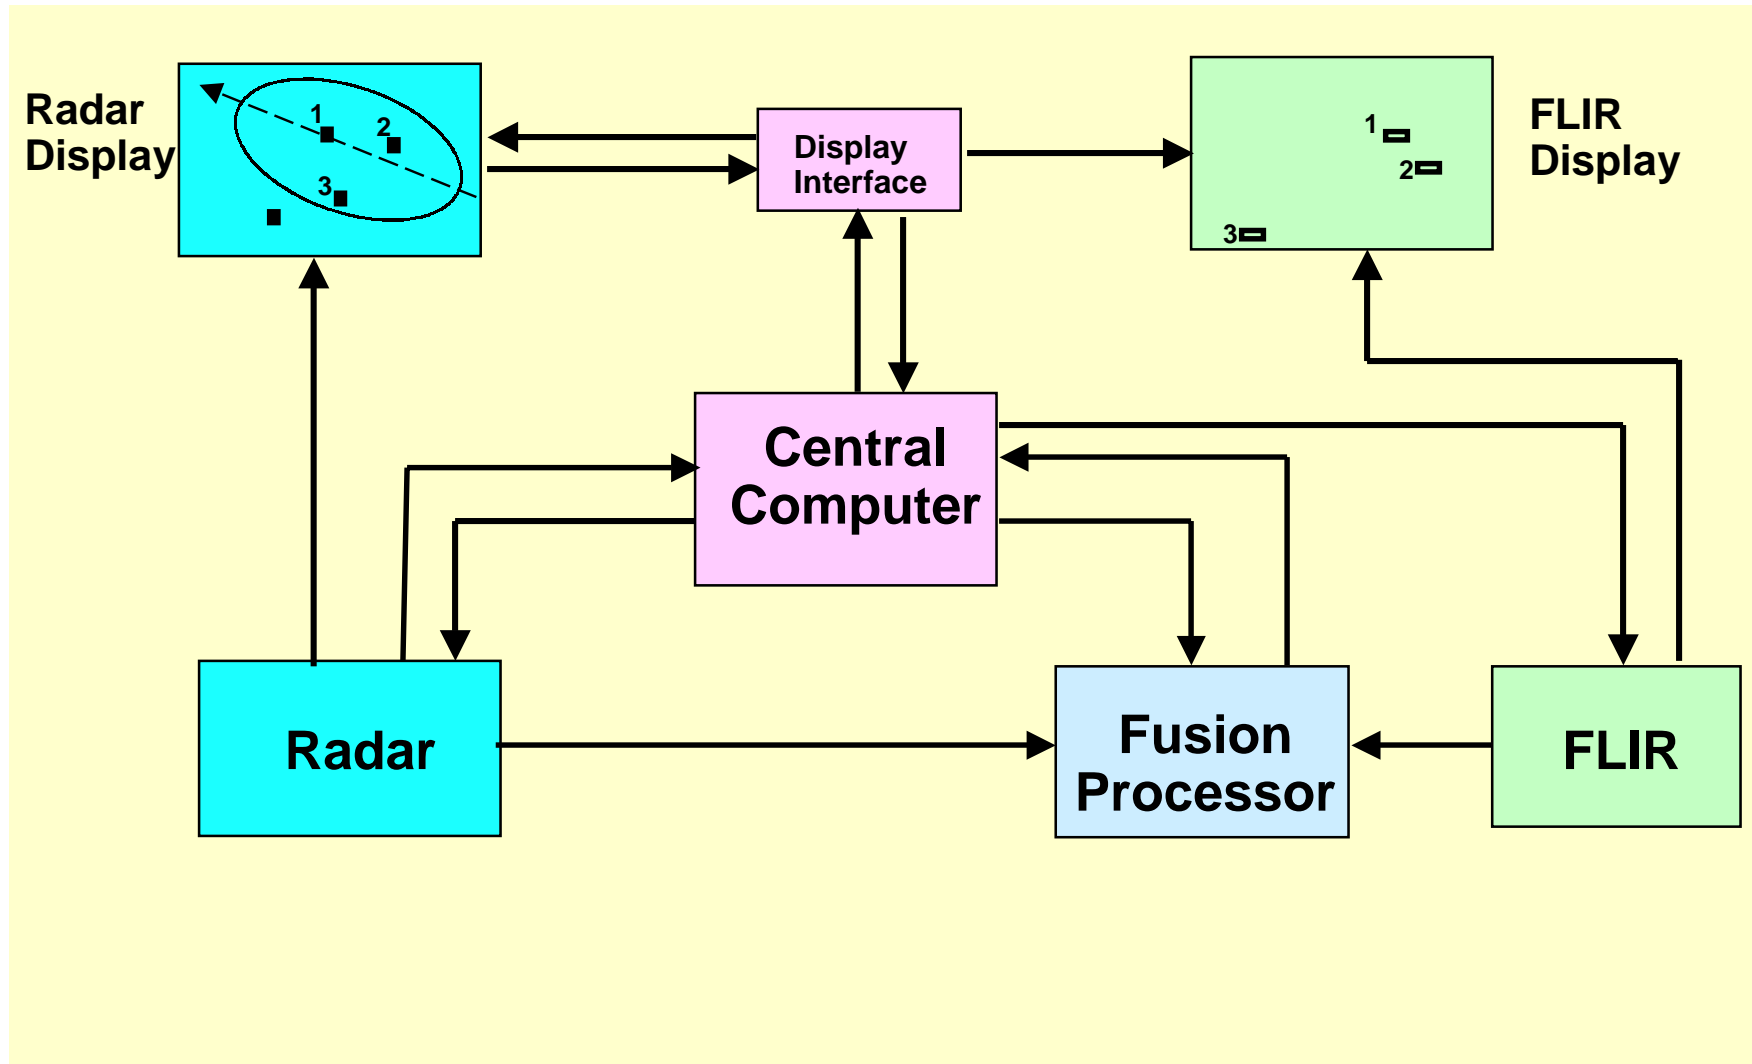 Radar
Display
1
2
3
Display
Interface
1
2
3
FLIR
Display
Central
Computer
Radar
Fusion
Processor
FLIR